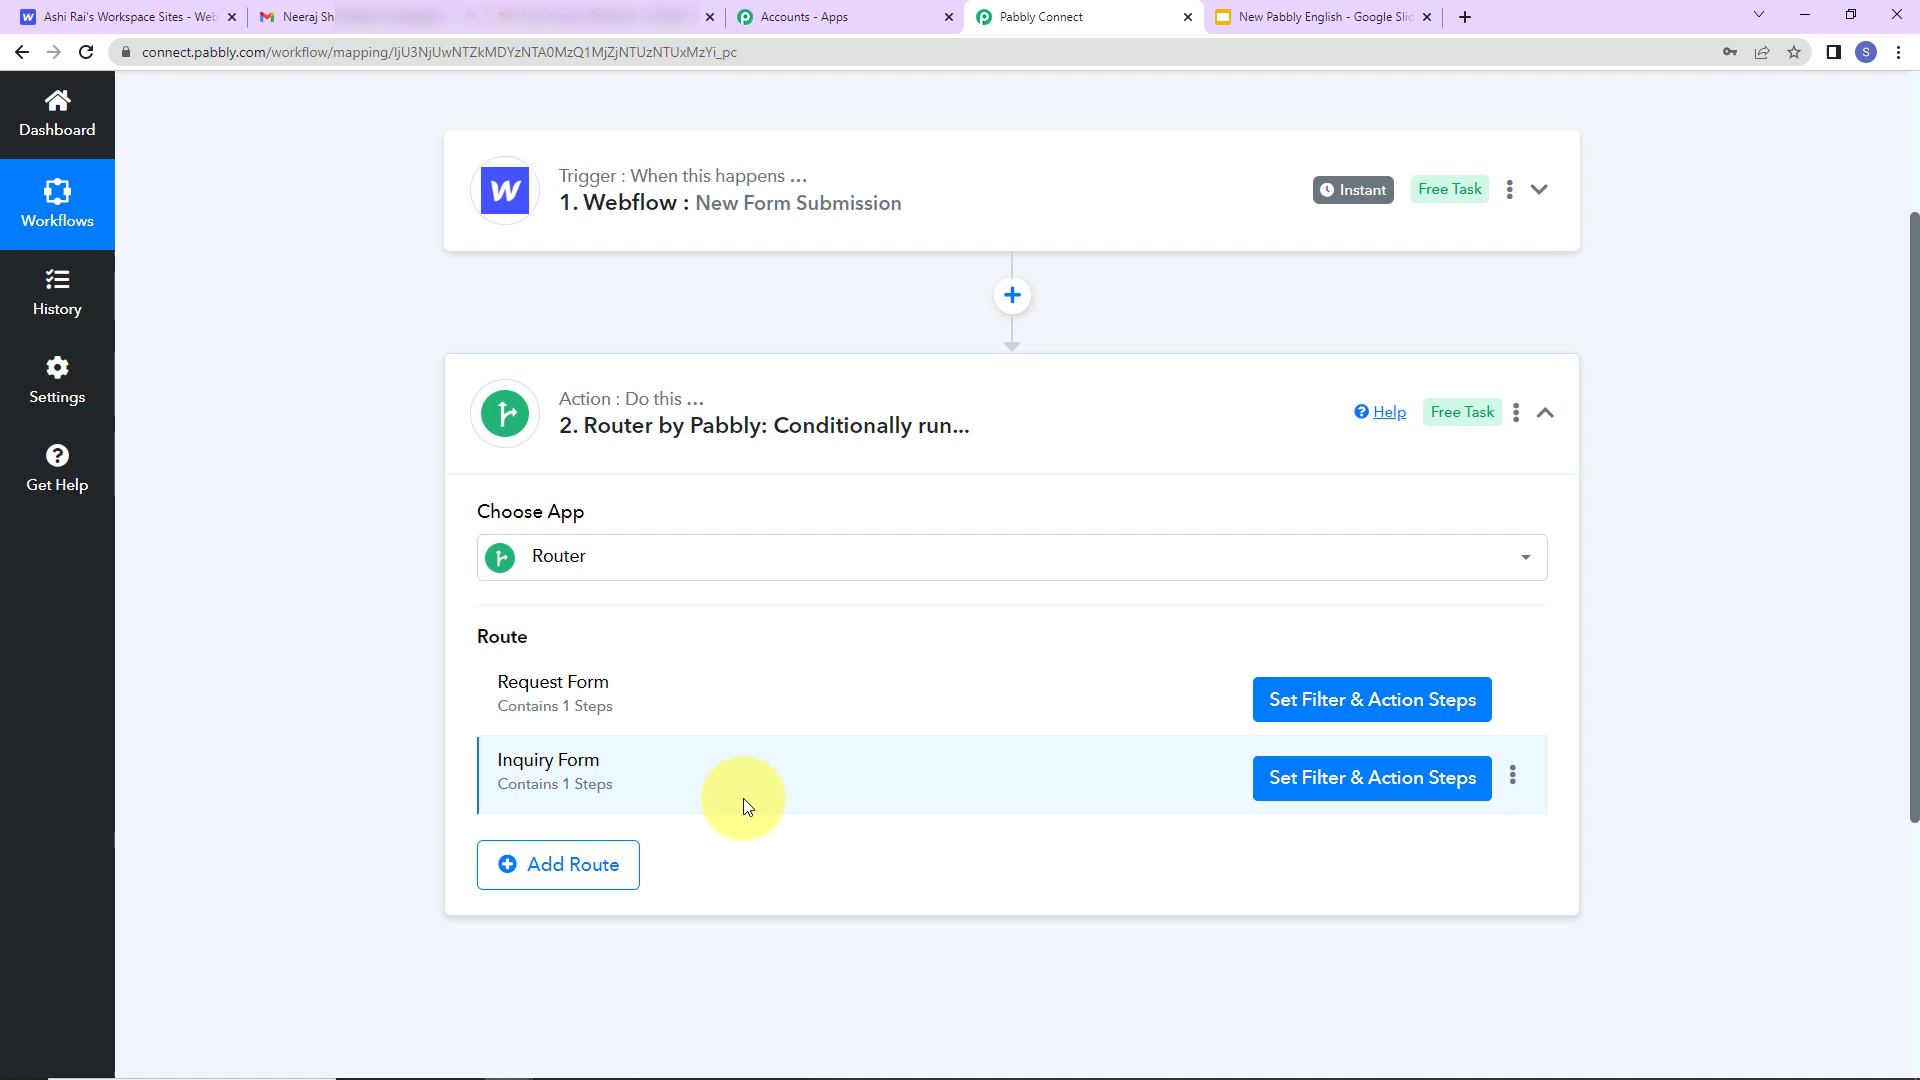 Ashi Rai's Workspace Sites - Web
Neeraj Sh
Accounts - Apps
Pabbly Connect
New Pabbly English - Google Slid
connect.pabbly.com/workflow/mapping/
S
Dashboard
Workflows
History
Settings
Get Help
Trigger : When this happens ...
1. Webflow : New Form Submission
Instant
Free Task
Action : Do this ...
2. Router by Pabbly: Conditionally run...
Help
Free Task
Choose App
Router
Route
Request Form
Contains 1 Steps
Set Filter & Action Steps
Inquiry Form
Contains 1 Steps
Set Filter & Action Steps
Add Route